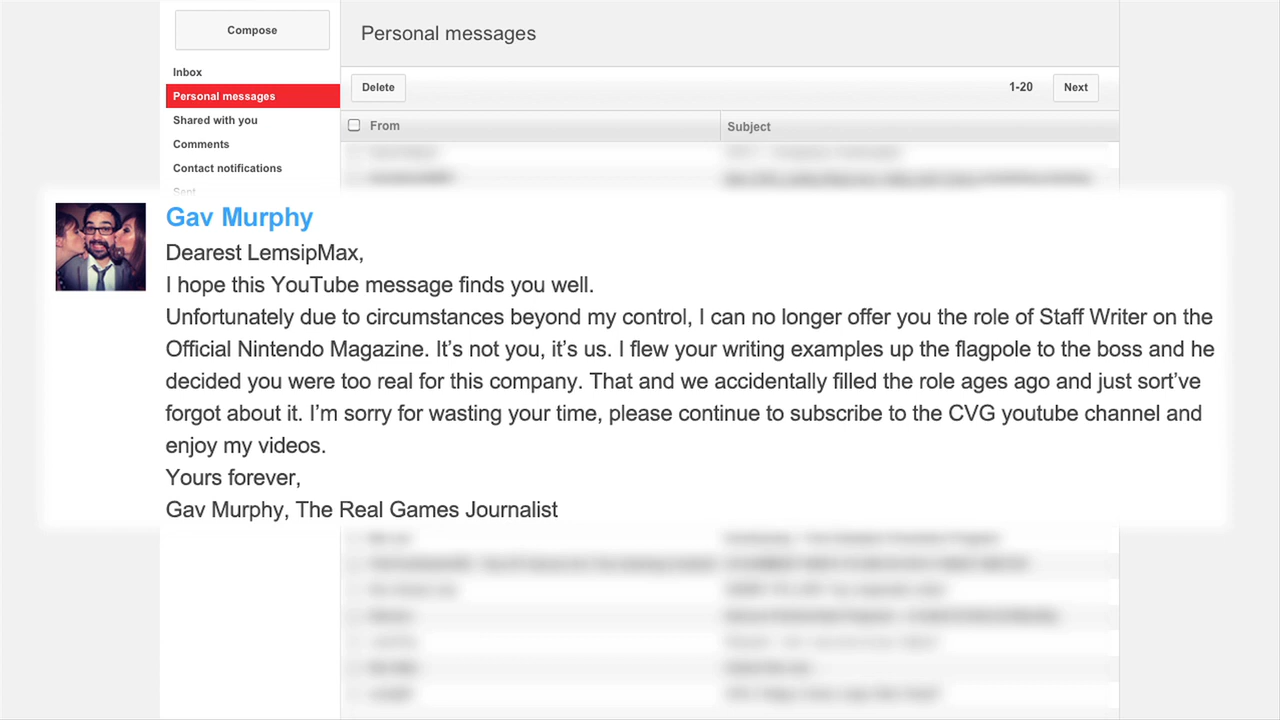 Compose
Personal messages
Inbox
Personal messages
Shared with you
Comments
Contact notifications
Sent
Delete
1-20
Next
From
Subject
Gav Murphy
Dearest LemsipMax,
I hope this YouTube message finds you well.
Unfortunately due to circumstances beyond my control, I can no longer offer you the role of Staff Writer on the
Official Nintendo Magazine. It’s not you, it’s us. I flew your writing examples up the flagpole to the boss and he
decided you were too real for this company. That and we accidentally filled the role ages ago and just sort’ve
forgot about it. I’m sorry for wasting your time, please continue to subscribe to the CVG youtube channel and
enjoy my videos.
Yours forever,
Gav Murphy, The Real Games Journalist